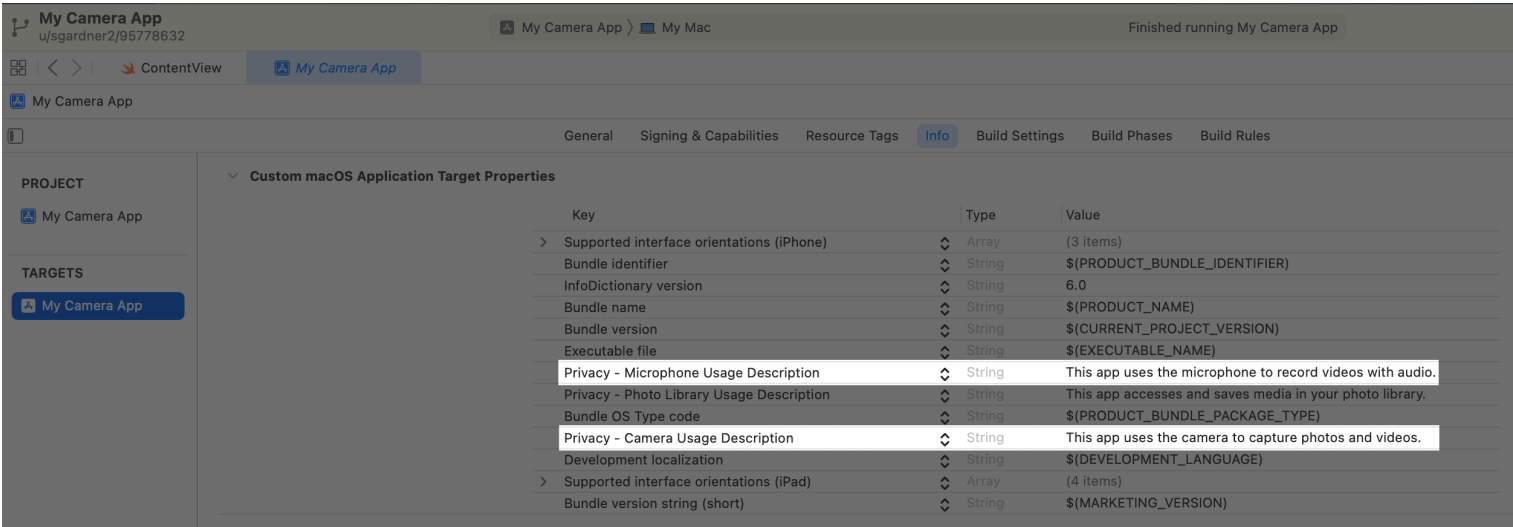 My Camera App
u/sgardner2/95778632
My Camera App 〉 My Mac
Finished running My Camera App
ContentView
My Camera App
My Camera App
General Signing & Capabilities Resource Tags Info Build Settings Build Phases Build Rules
PROJECT
My Camera App
TARGETS
My Camera App
Custom macOS Application Target Properties
Key Type Value
Supported interface orientations (iPhone) Array (3 items)
Bundle identifier String $(PRODUCT_BUNDLE_IDENTIFIER)
InfoDictionary version String 6.0
Bundle name String $(PRODUCT_NAME)
Bundle version String $(CURRENT_PROJECT_VERSION)
Executable file String $(EXECUTABLE_NAME)
Privacy - Microphone Usage Description String This app uses the microphone to record videos with audio.
Privacy - Photo Library Usage Description String This app accesses and saves media in your photo library.
Bundle OS Type code String $(PRODUCT_BUNDLE_PACKAGE_TYPE)
Privacy - Camera Usage Description String This app uses the camera to capture photos and videos.
Development localization String $(DEVELOPMENT_LANGUAGE)
Supported interface orientations (iPad) Array (4 items)
Bundle version string (short) String $(MARKETING_VERSION)